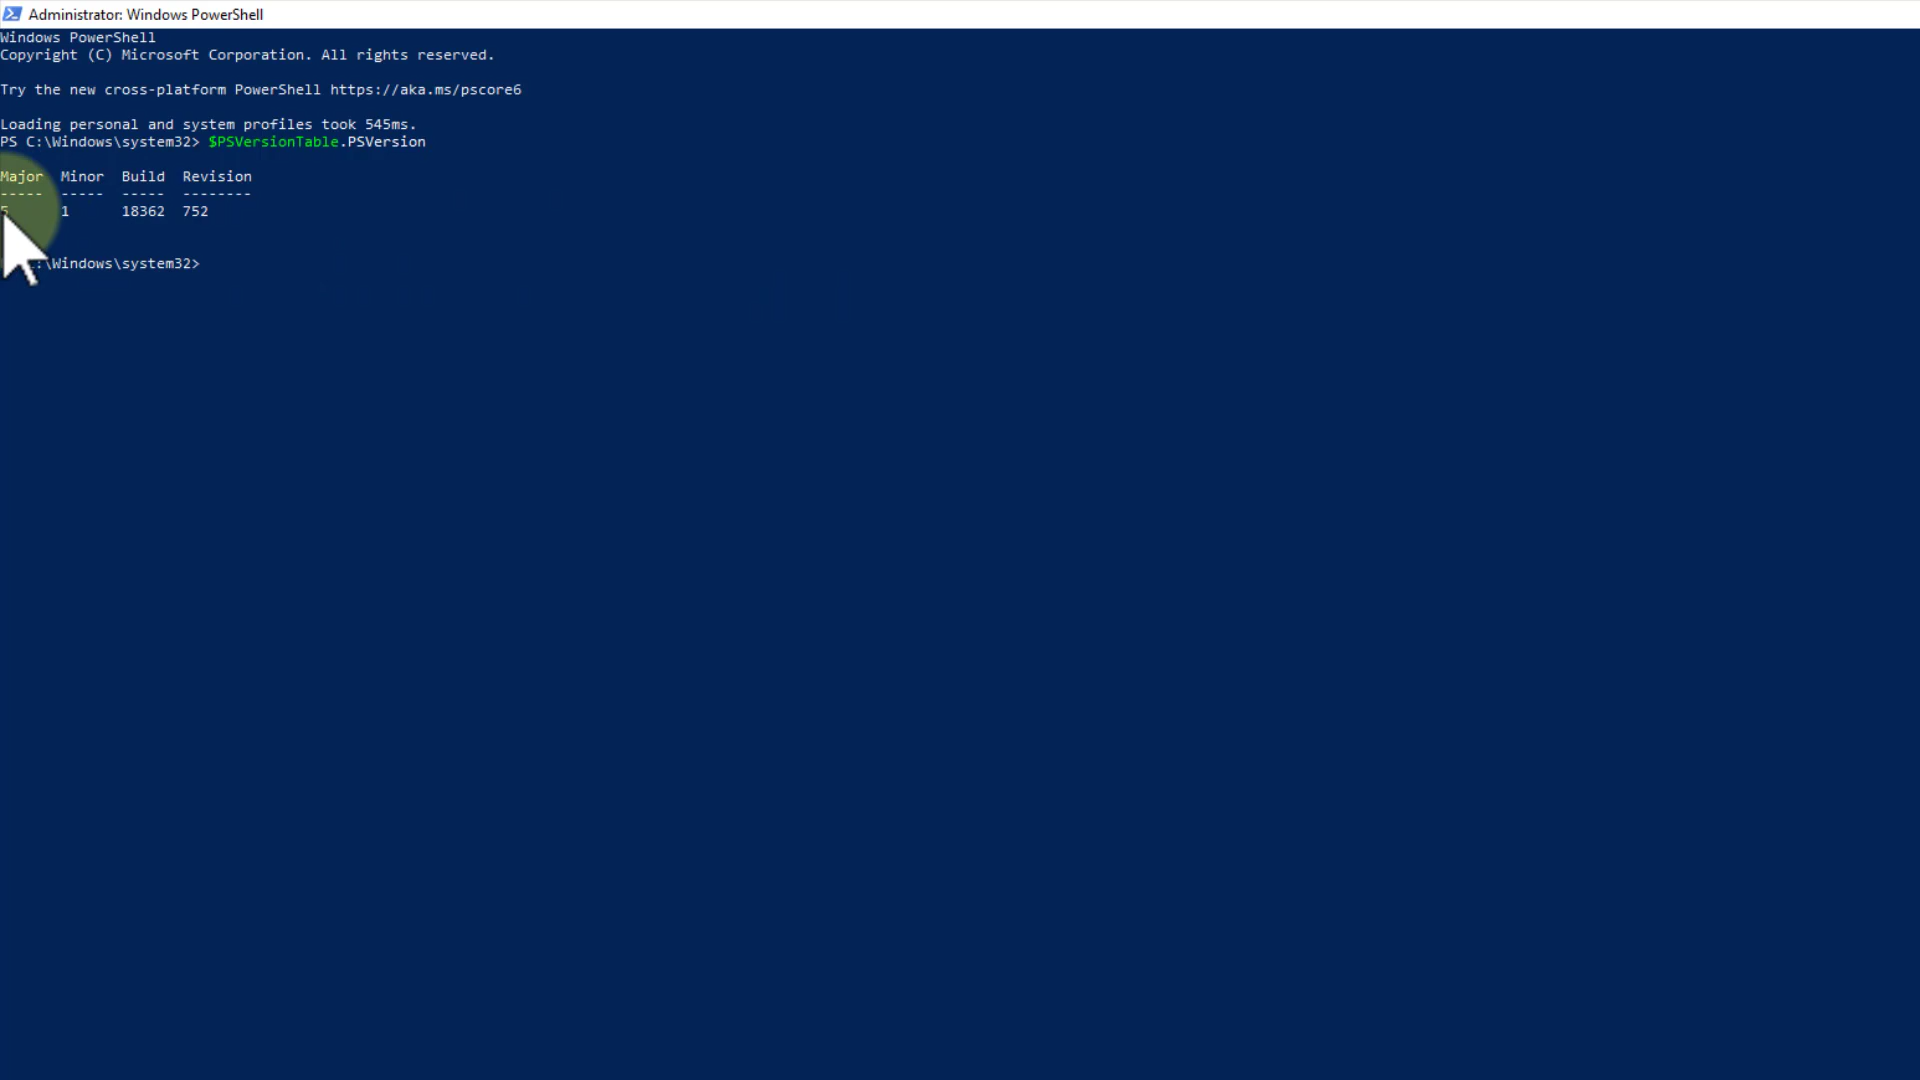 Administrator: Windows PowerShell
Windows PowerShell
Copyright (C) Microsoft Corporation. All rights reserved.
Try the new cross-platform PowerShell https://aka.ms/pscore6
Loading personal and system profiles took 545ms.
PS C:\Windows\system32> $PSVersionTable.PSVersion
Major  Minor  Build  Revision
-----  -----  -----  --------
5      1      18362  752
:\Windows\system32>